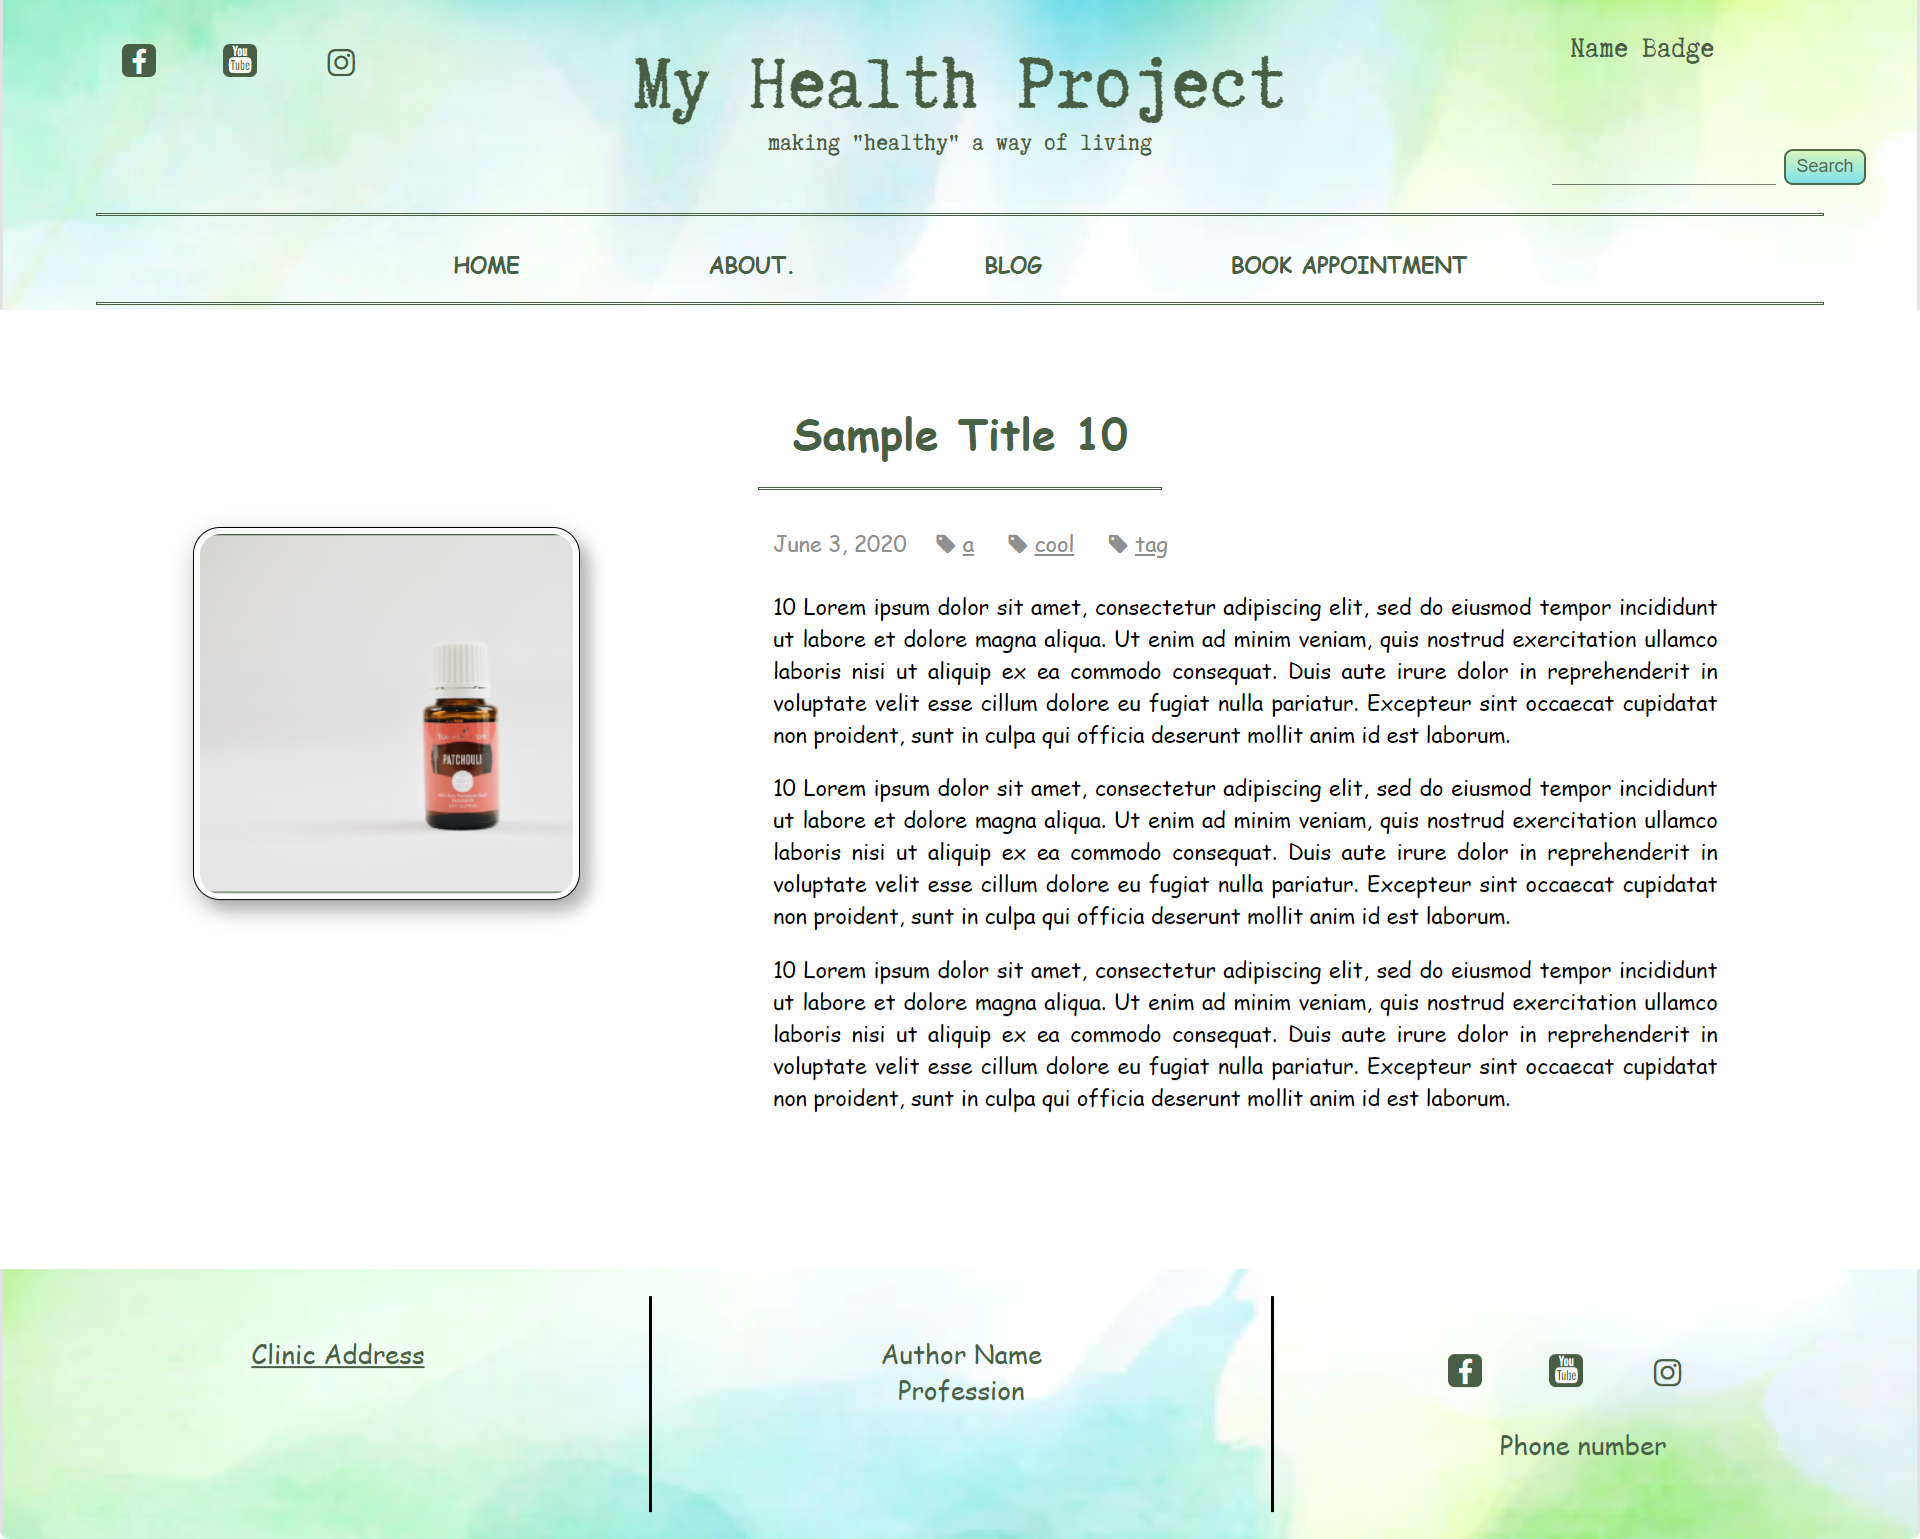 You
Tube
Name Badge
My Health Project
making "healthy" a way of living
Search
HOME ABOUT. BLOG BOOK APPOINTMENT
Sample Title 10
June 3, 2020 a cool tag
10 Lorem ipsum dolor sit amet, consectetur adipiscing elit, sed do eiusmod tempor incididunt
ut labore et dolore magna aliqua. Ut enim ad minim veniam, quis nostrud exercitation ullamco
laboris nisi ut aliquip ex ea commodo consequat. Duis aute irure dolor in reprehenderit in
voluptate velit esse cillum dolore eu fugiat nulla pariatur. Excepteur sint occaecat cupidatat
non proident, sunt in culpa qui officia deserunt mollit anim id est laborum.
10 Lorem ipsum dolor sit amet, consectetur adipiscing elit, sed do eiusmod tempor incididunt
ut labore et dolore magna aliqua. Ut enim ad minim veniam, quis nostrud exercitation ullamco
laboris nisi ut aliquip ex ea commodo consequat. Duis aute irure dolor in reprehenderit in
voluptate velit esse cillum dolore eu fugiat nulla pariatur. Excepteur sint occaecat cupidatat
non proident, sunt in culpa qui officia deserunt mollit anim id est laborum.
10 Lorem ipsum dolor sit amet, consectetur adipiscing elit, sed do eiusmod tempor incididunt
ut labore et dolore magna aliqua. Ut enim ad minim veniam, quis nostrud exercitation ullamco
laboris nisi ut aliquip ex ea commodo consequat. Duis aute irure dolor in reprehenderit in
voluptate velit esse cillum dolore eu fugiat nulla pariatur. Excepteur sint occaecat cupidatat
non proident, sunt in culpa qui officia deserunt mollit anim id est laborum.
PATCHOULI
Clinic Address
Author Name
Profession
You
Tube
Phone number